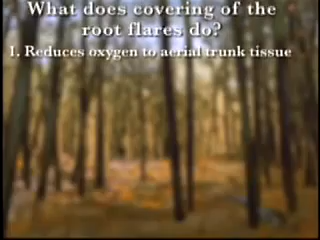 What does covering of the
root flares do?
1. Reduces oxygen to aerial trunk tissue